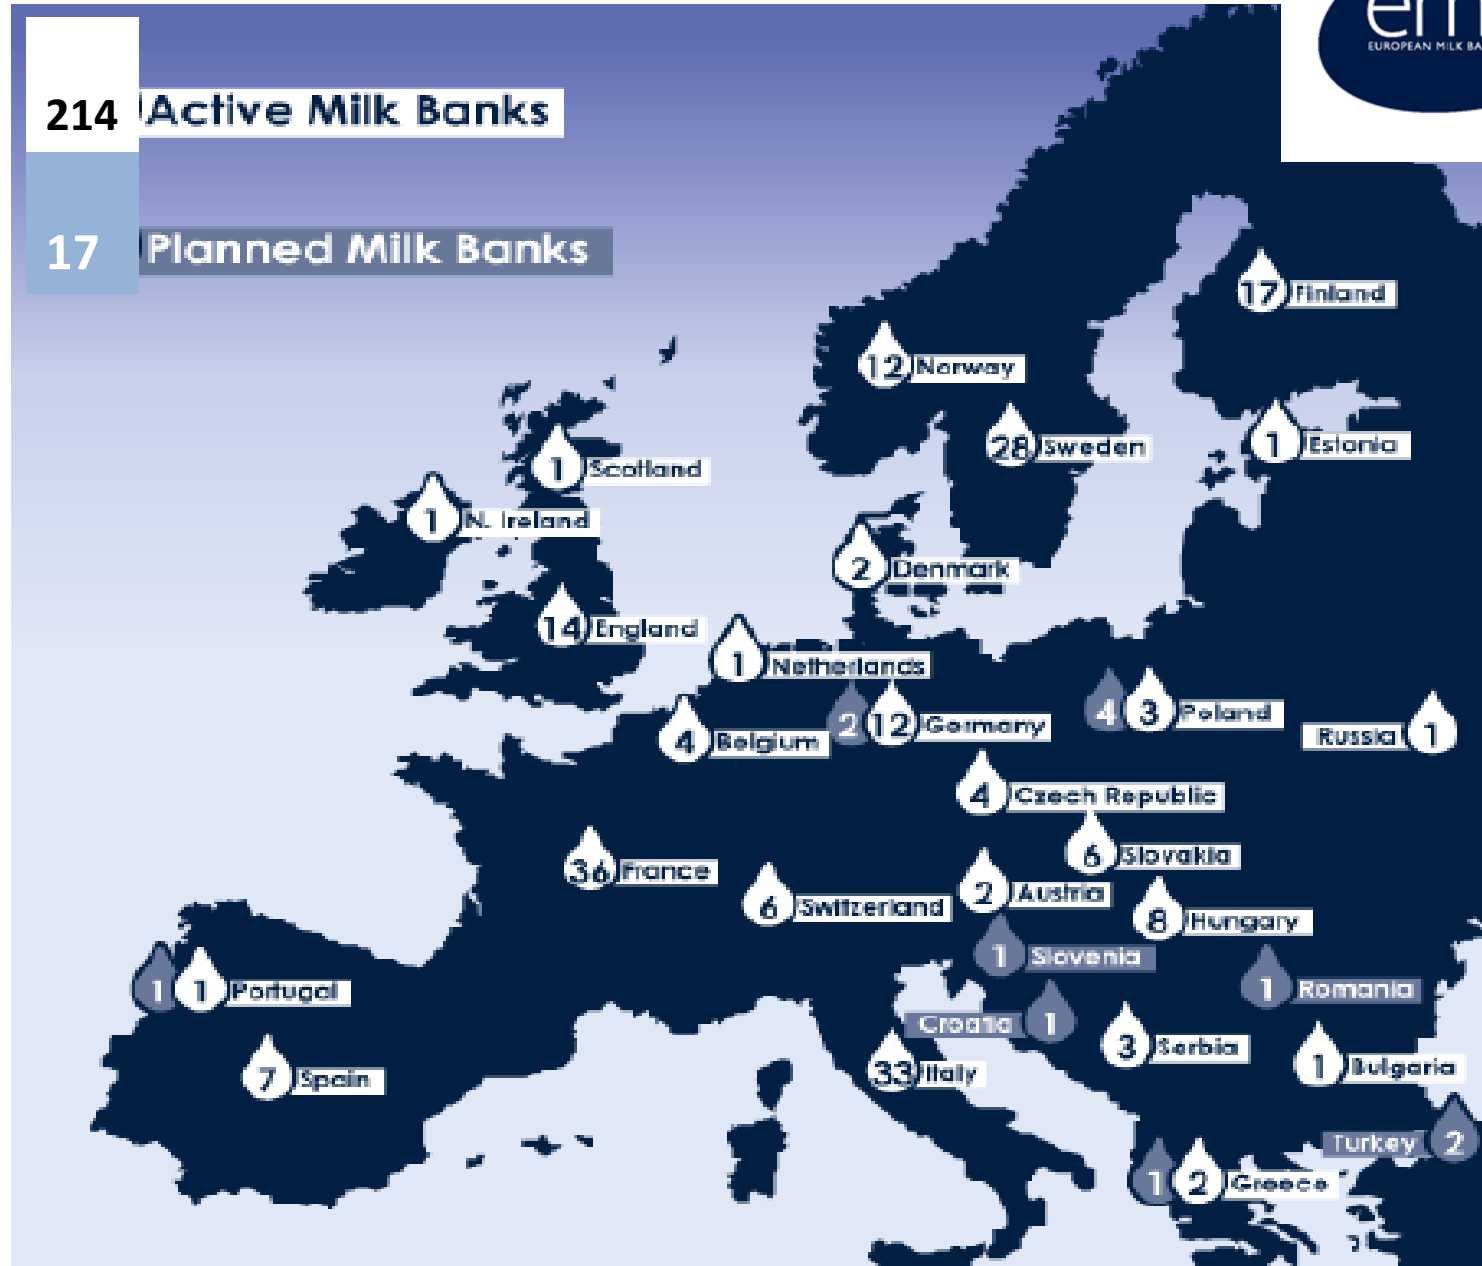 em
EUROPEAN MILK BA
214 Active Milk Banks
17 Planned Milk Banks
17 Finland
12 Norway
28 Sweden
1 Estonia
1 Scotland
1 N. Ireland
2 Denmark
14 England
1 Netherlands
4 Belgium
2 12 Germany
4 3 Poland
Russia 1
4 Czech Republic
6 Slovakia
36 France
6 Switzerland
2 Austria
8 Hungary
1 Slovenia
1 1 Portugal
1 Romania
Croatia 1
3 Serbia
33 Italy
1 Bulgaria
7 Spain
Turkey 2
1 2 Greece